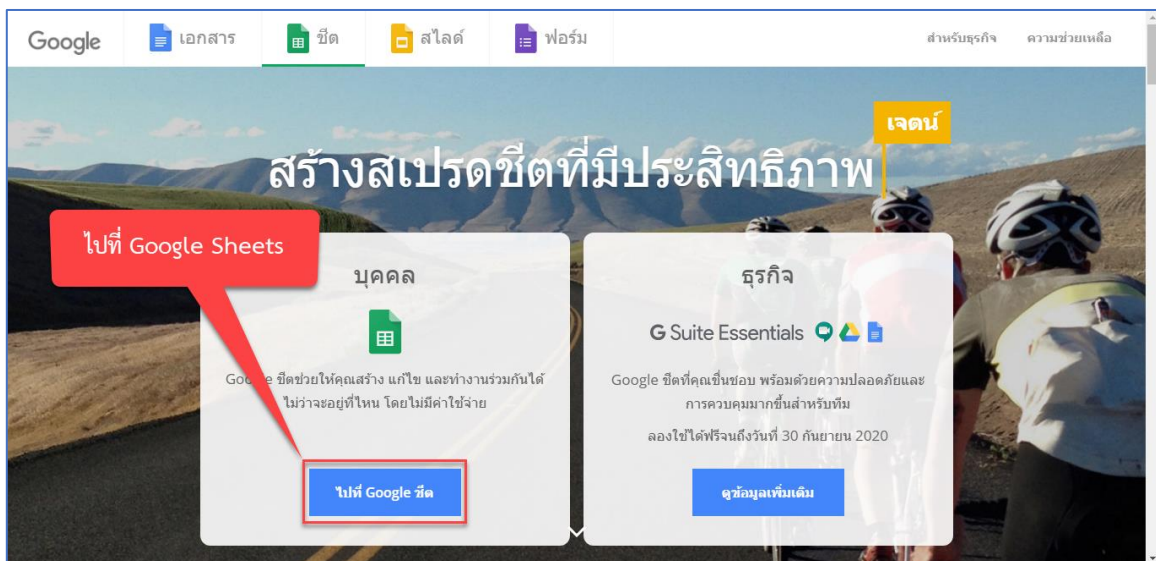 Google เอกสาร ชีต สไลด์ ฟอร์ม สำหรับธุรกิจ ความช่วยเหลือ
เจตน์
สร้างสเปรดชีตที่มีประสิทธิภาพ
ไปที่ Google Sheets
บุคคล
Google ชีตช่วยให้คุณสร้าง แก้ไข และทำงานร่วมกันได้
ไม่ว่าจะอยู่ที่ไหน โดยไม่มีค่าใช้จ่าย
ไปที่ Google ชีต
ธุรกิจ
G Suite Essentials
Google ชีตที่คุณชื่นชอบ พร้อมด้วยความปลอดภัยและ
การควบคุมมากขึ้นสำหรับทีม
ลองใช้ได้ฟรีจนถึงวันที่ 30 กันยายน 2020
ดูข้อมูลเพิ่มเติม